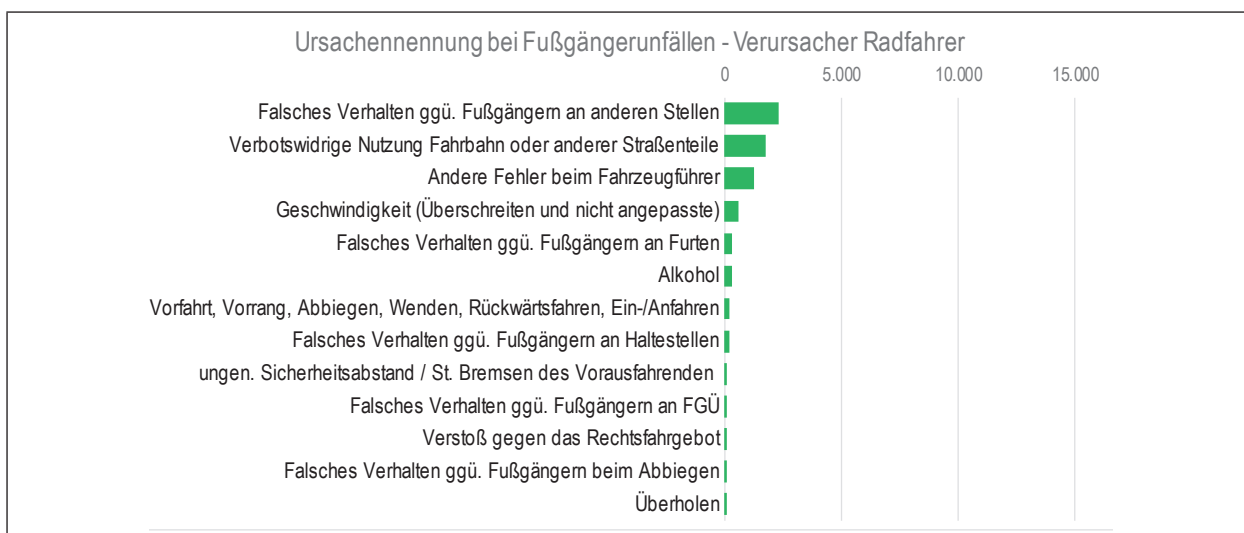 Ursachennennung bei Fußgängerunfällen - Verursacher Radfahrer
0 5.000 10.000 15.000
Falsches Verhalten ggü. Fußgängern an anderen Stellen
Verbotswidrige Nutzung Fahrbahn oder anderer Straßenteile
Andere Fehler beim Fahrzeugführer
Geschwindigkeit (Überschreiten und nicht angepasste)
Falsches Verhalten ggü. Fußgängern an Furten
Alkohol
Vorfahrt, Vorrang, Abbiegen, Wenden, Rückwärtsfahren, Ein-/Anfahren
Falsches Verhalten ggü. Fußgängern an Haltestellen
ungen. Sicherheitsabstand / St. Bremsen des Vorausfahrenden
Falsches Verhalten ggü. Fußgängern an FGÜ
Verstoß gegen das Rechtsfahrgebot
Falsches Verhalten ggü. Fußgängern beim Abbiegen
Überholen